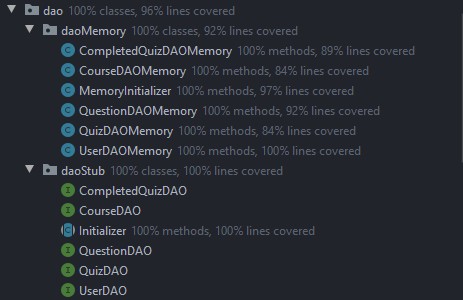 dao 100% classes, 96% lines covered
daoMemory 100% classes, 92% lines covered
C CompletedQuizDAOMemory 100% methods, 89% lines covered
C CourseDAOMemory 100% methods, 84% lines covered
C MemoryInitializer 100% methods, 97% lines covered
C QuestionDAOMemory 100% methods, 92% lines covered
C QuizDAOMemory 100% methods, 84% lines covered
C UserDAOMemory 100% methods, 100% lines covered
daoStub 100% classes, 100% lines covered
I CompletedQuizDAO
I CourseDAO
C Initializer 100% methods, 100% lines covered
I QuestionDAO
I QuizDAO
I UserDAO